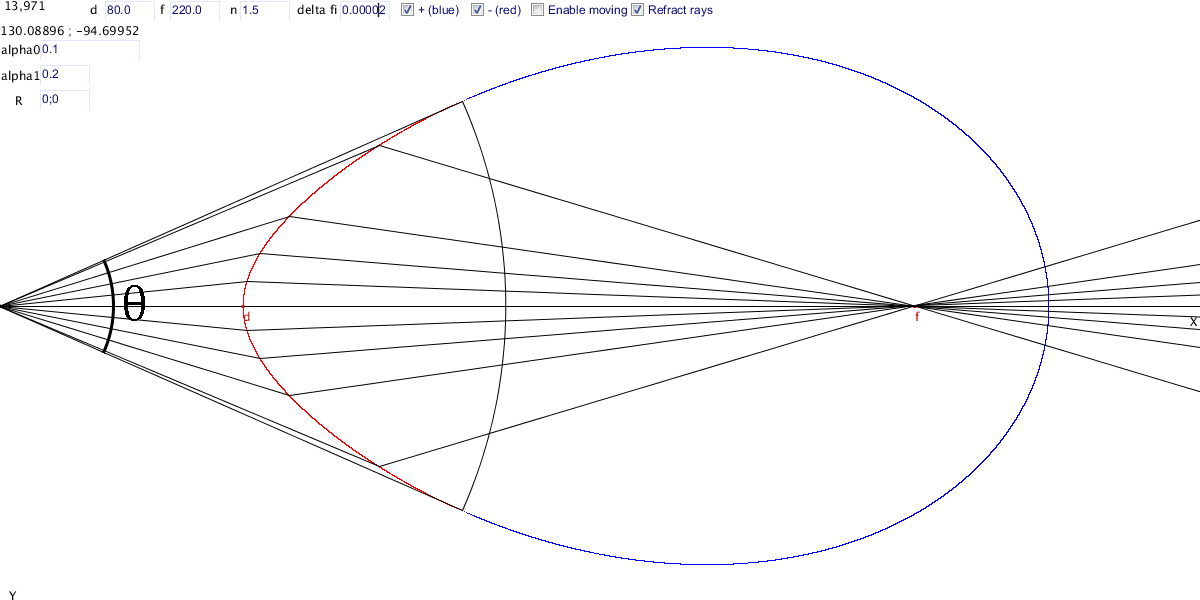 13,971 d 80.0 f 220.0 n 1.5 delta fi 0.00002 + (blue) - (red) Enable moving Refract rays
130.08896 ; −94.69952
alpha0 0.1
alpha1 0.2
R 0;0
θ
d f X
Y